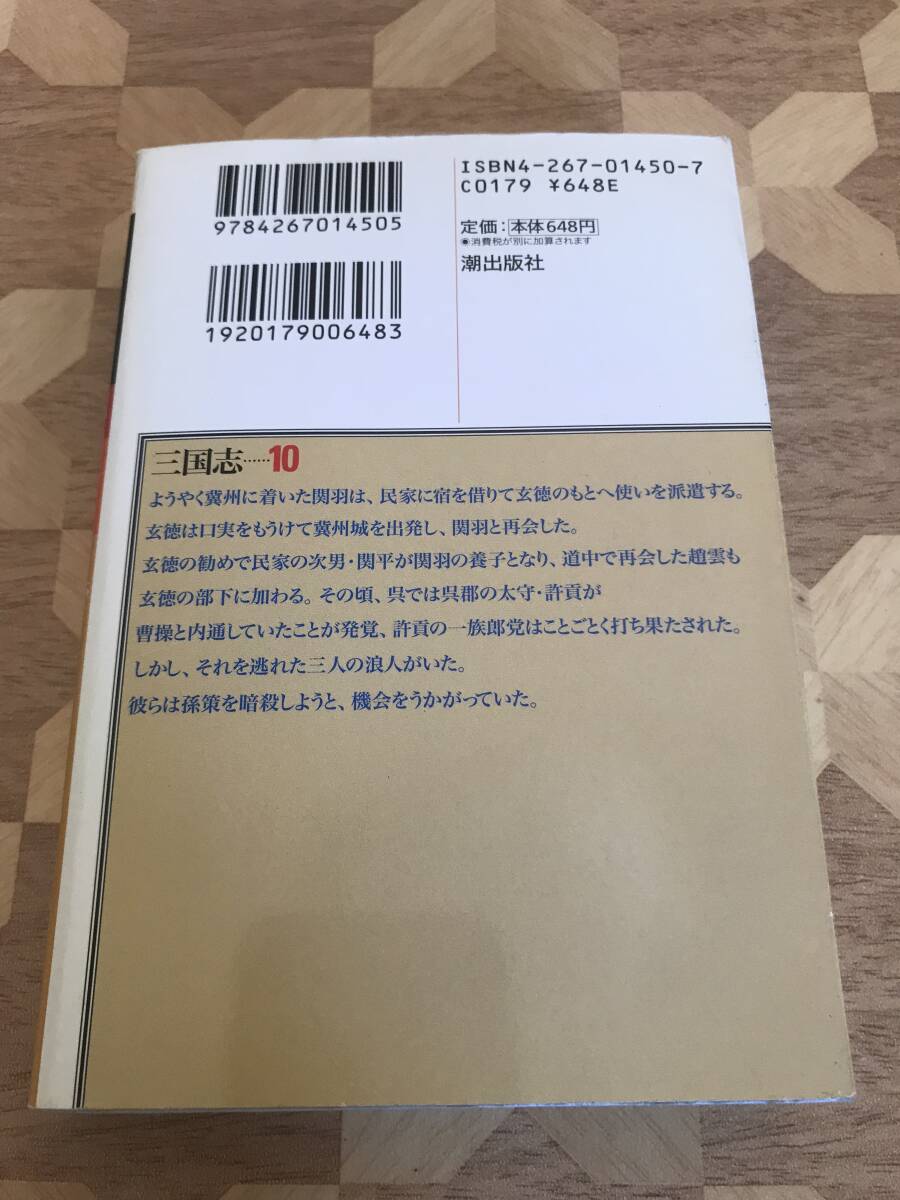 9784267014505
1920179006483
ISBN4-267-01450-7
C0179 ¥648E
定価：本体648円
●消費税が別に加算されます
潮出版社
三国志……10
ようやく冀州に着いた関羽は、民家に宿を借りて玄徳のもとへ使いを派遣する。
玄徳は口実をもうけて冀州城を出発し、関羽と再会した。
玄徳の勧めで民家の次男・関平が関羽の養子となり、道中で再会した趙雲も
玄徳の部下に加わる。その頃、呉では呉郡の太守・許貢が
曹操と内通していたことが発覚、許貢の一族郎党はことごとく打ち果たされた。
しかし、それを逃れた三人の浪人がいた。
彼らは孫策を暗殺しようと、機会をうかがっていた。